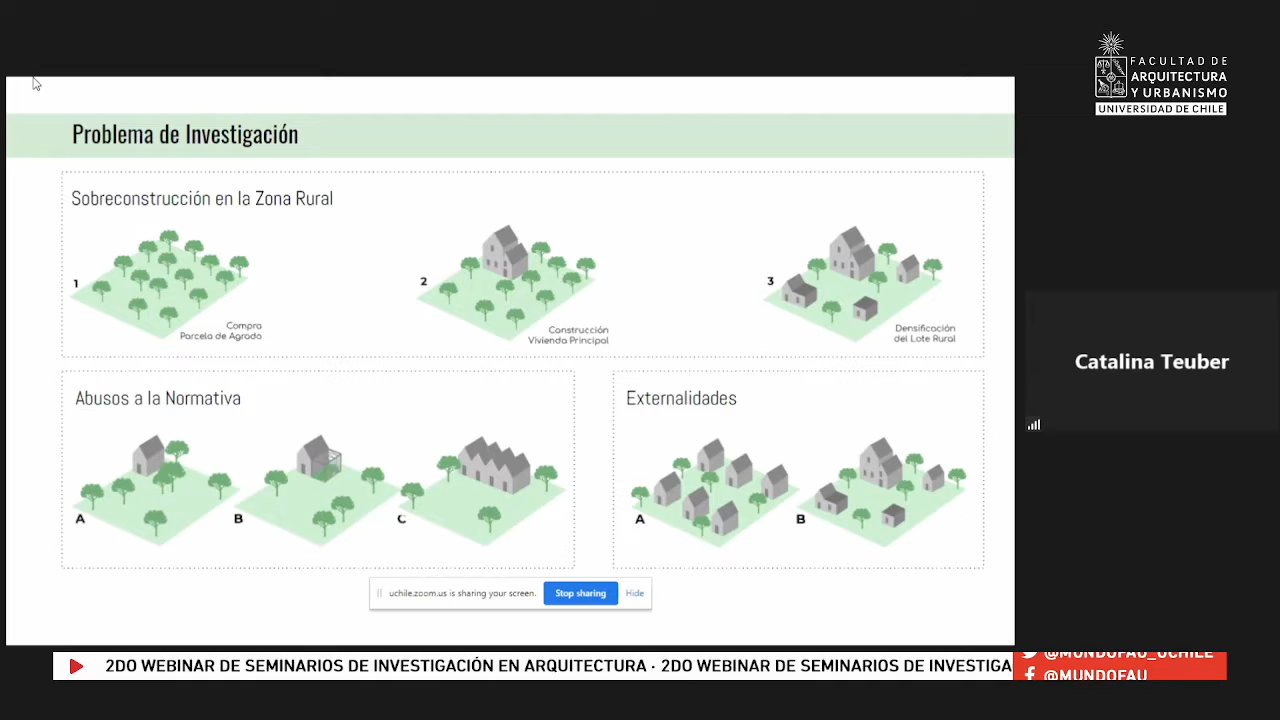 FACULTAD DE
ARQUITECTURA
Y URBANISMO
UNIVERSIDAD DE CHILE
Problema de Investigación
Sobreconstrucción en la Zona Rural
1
Compra
Parcela de Agrado
2
Construcción
Vivienda Principal
3
Densificación
del Lote Rural
Abusos a la Normativa
A
B
C
Externalidades
A
B
Catalina Teuber
uchile.zoom.us is sharing your screen.
Stop sharing
Hide
2DO WEBINAR DE SEMINARIOS DE INVESTIGACIÓN EN ARQUITECTURA · 2DO WEBINAR DE SEMINARIOS DE INVESTIGA
@MUNDOFAU_UCHILE
@MUNDOFAU